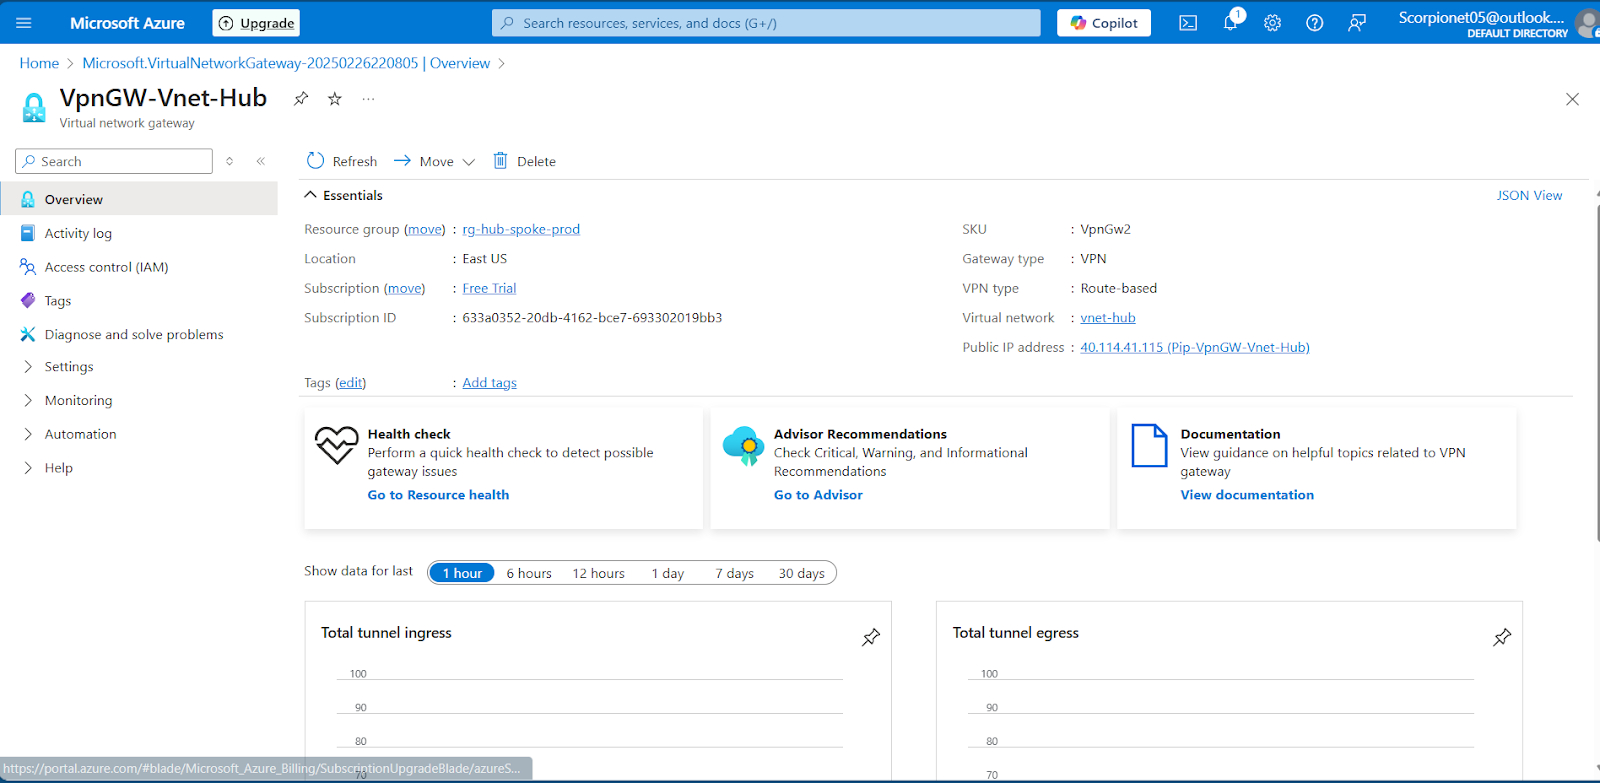 Microsoft Azure
Upgrade
Search resources, services, and docs (G+/)
Copilot
1
Scorpionet05@outlook....
DEFAULT DIRECTORY
Home > Microsoft.VirtualNetworkGateway-20250226220805 | Overview >
VpnGW-Vnet-Hub
...
Virtual network gateway
Search
Overview
Activity log
Access control (IAM)
Tags
Diagnose and solve problems
Settings
Monitoring
Automation
Help
Refresh
Move
Delete
Essentials
JSON View
Resource group (move) : rg-hub-spoke-prod
Location : East US
Subscription (move) : Free Trial
Subscription ID : 633a0352-20db-4162-bce7-693302019bb3
SKU : VpnGw2
Gateway type : VPN
VPN type : Route-based
Virtual network : vnet-hub
Public IP address : 40.114.41.115 (Pip-VpnGW-Vnet-Hub)
Tags (edit) : Add tags
Health check
Perform a quick health check to detect possible
gateway issues
Go to Resource health
Advisor Recommendations
Check Critical, Warning, and Informational
Recommendations
Go to Advisor
Documentation
View guidance on helpful topics related to VPN
gateway
View documentation
Show data for last
1 hour
6 hours
12 hours
1 day
7 days
30 days
Total tunnel ingress
100
90
80
70
Total tunnel egress
100
90
80
70
https://portal.azure.com/#blade/Microsoft_Azure_Billing/SubscriptionUpgradeBlade/azureS...